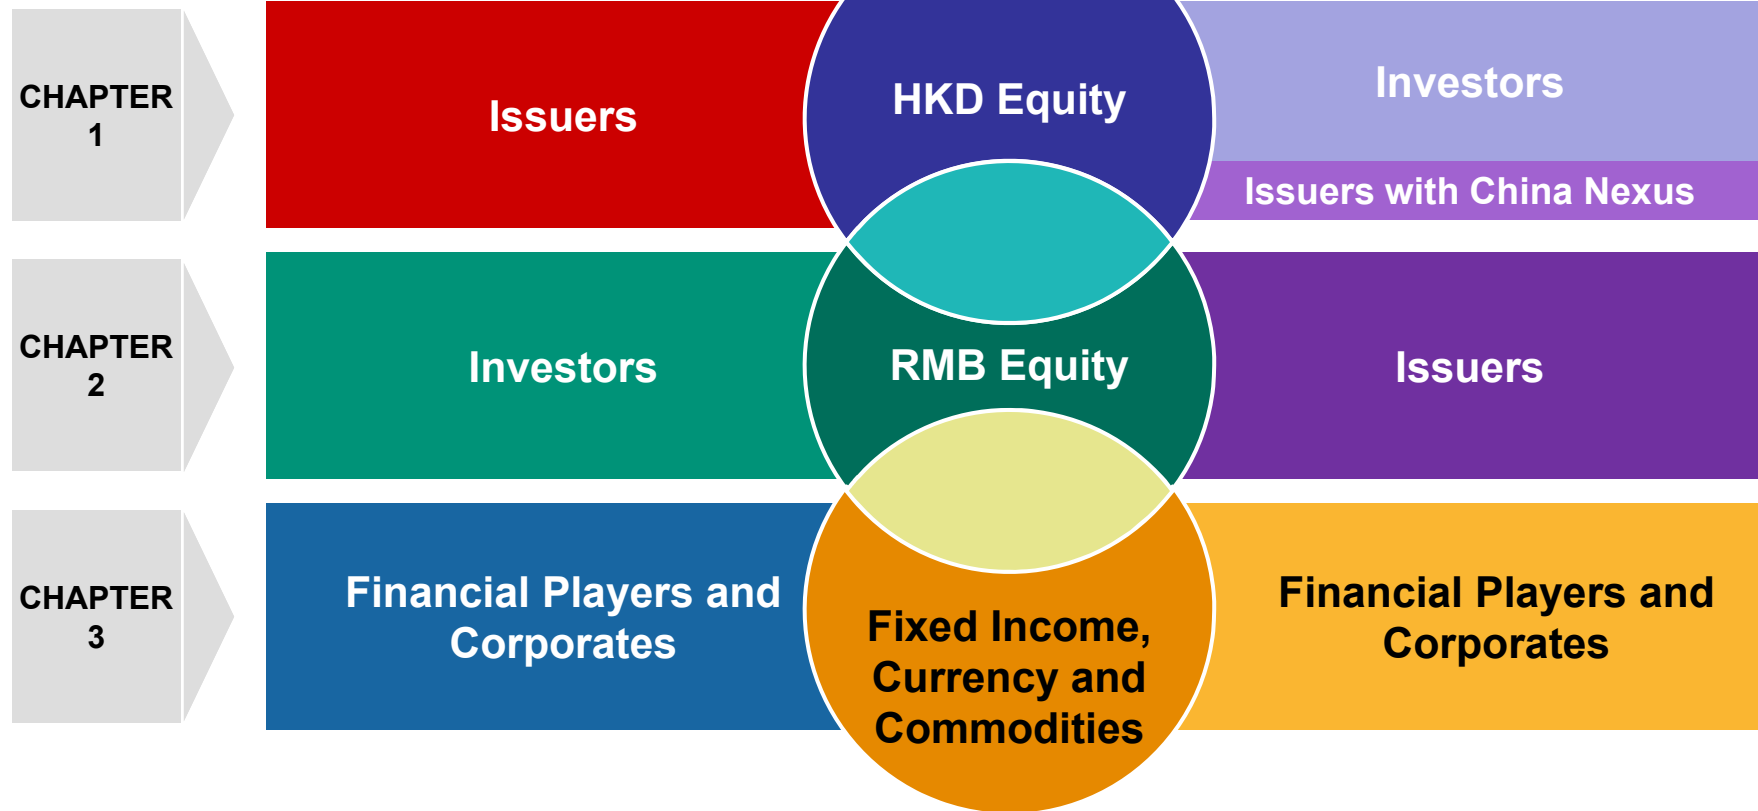 CHAPTER
1
Issuers
HKD Equity
Investors
Issuers with China Nexus
CHAPTER
2
Investors
RMB Equity
Issuers
CHAPTER
3
Financial Players and
Corporates
Fixed Income,
Currency and
Commodities
Financial Players and
Corporates